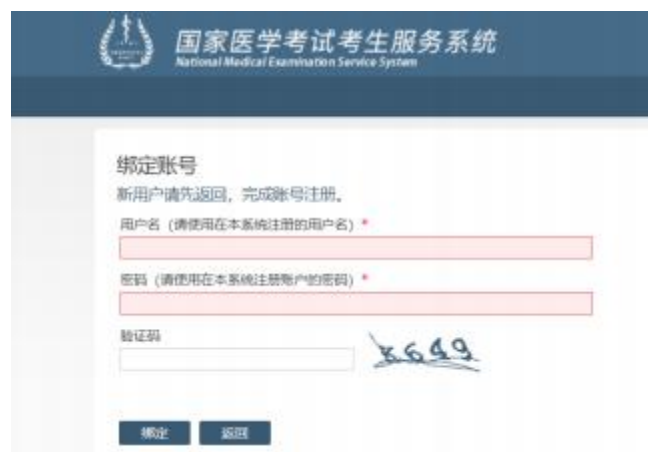 国家医学考试考生服务系统
National Medical Examination Service System
绑定账号
新用户请先返回，完成账号注册。
用户名（请使用在本系统注册的用户名）*
密码（请使用在本系统注册账户的密码）*
验证码
绑定 返回